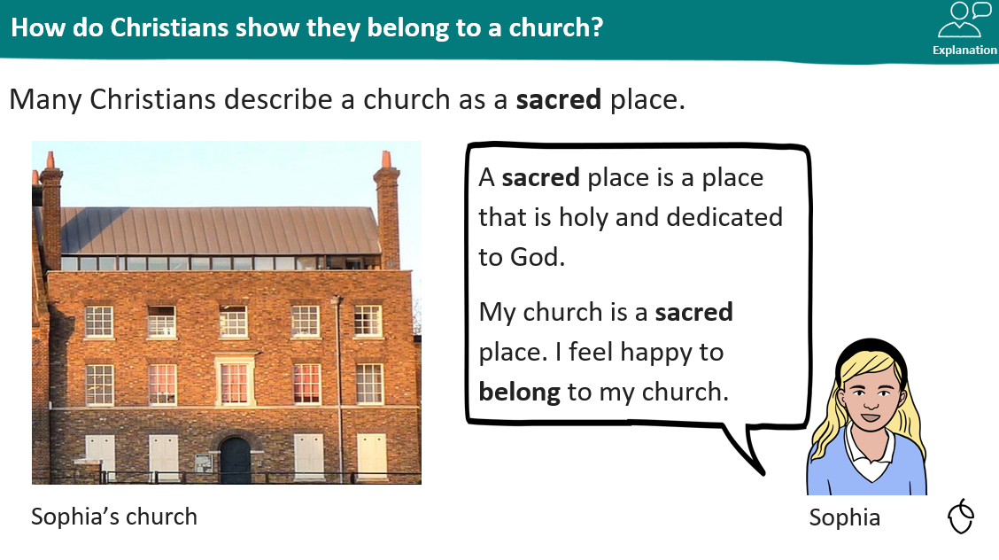 How do Christians show they belong to a church?
Explanation
Many Christians describe a church as a sacred place.
A sacred place is a place
that is holy and dedicated
to God.
My church is a sacred
place. I feel happy to
belong to my church.
Sophia’s church
Sophia